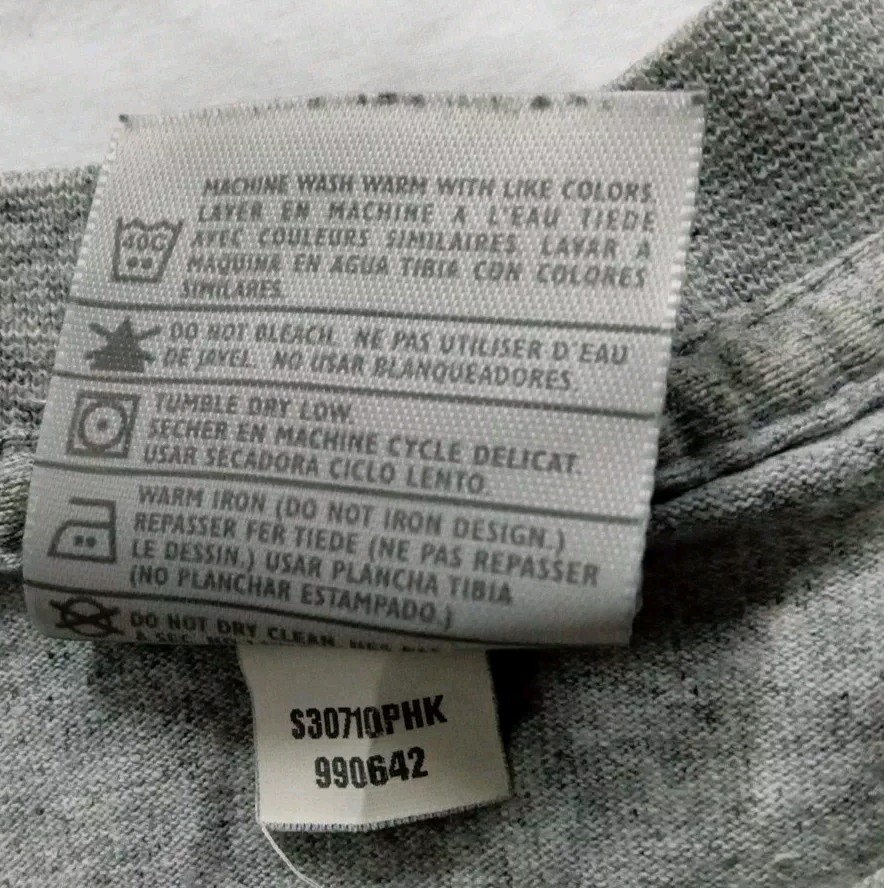 MACHINE WASH WARM WITH LIKE COLORS.
LAVER EN MACHINE A L'EAU TIEDE
40C AVEC COULEURS SIMILAIRES. LAVAR A
MAQUINA EN AGUA TIBIA CON COLORES
SIMILARES.
DO NOT BLEACH. NE PAS UTILISER D'EAU
DE JAVEL. NO USAR BLANQUEADORES.
TUMBLE DRY LOW.
SECHER EN MACHINE CYCLE DELICAT.
USAR SECADORA CICLO LENTO.
WARM IRON (DO NOT IRON DESIGN.)
REPASSER FER TIEDE (NE PAS REPASSER
LE DESSIN.) USAR PLANCHA TIBIA
(NO PLANCHAR ESTAMPADO.)
DO NOT DRY CLEAN.
A SEC.
S30710PHK
990642